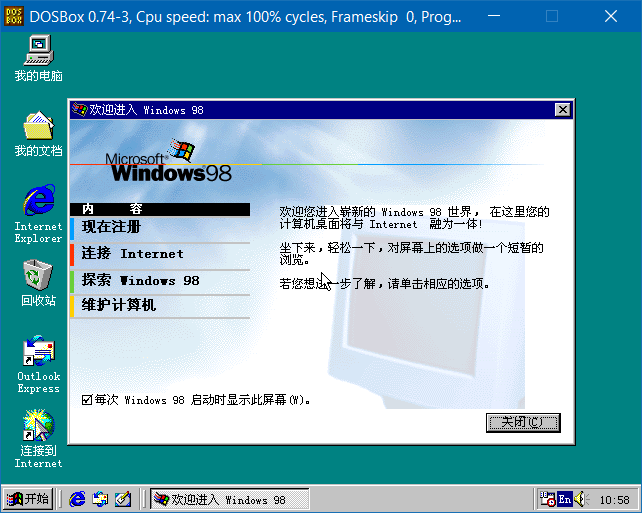 DOSBox 0.74-3, Cpu speed: max 100% cycles, Frameskip 0, Prog...
我的电脑
我的文档
Internet
Explorer
回收站
Outlook
Express
连接到
Internet
欢迎进入 Windows 98
Microsoft®
Windows98
内 容
现在注册
连接 Internet
探索 Windows 98
维护计算机
欢迎您进入崭新的 Windows 98 世界， 在这里您的
计算机桌面将与 Internet 融为一体!
坐下来，轻松一下，对屏幕上的选项做一个短暂的
浏览。
若您想进一步了解，请单击相应的选项。
每次 Windows 98 启动时显示此屏幕(W)。
关闭(C)
开始
欢迎进入 Windows 98
En
10:58